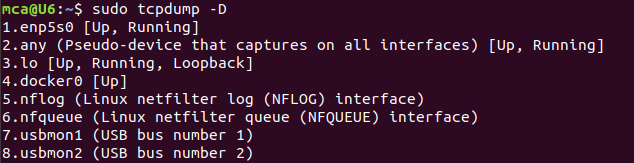 mca@U6:~$ sudo tcpdump -D
1.enp5s0 [Up, Running]
2.any (Pseudo-device that captures on all interfaces) [Up, Running]
3.lo [Up, Running, Loopback]
4.docker0 [Up]
5.nflog (Linux netfilter log (NFLOG) interface)
6.nfqueue (Linux netfilter queue (NFQUEUE) interface)
7.usbmon1 (USB bus number 1)
8.usbmon2 (USB bus number 2)